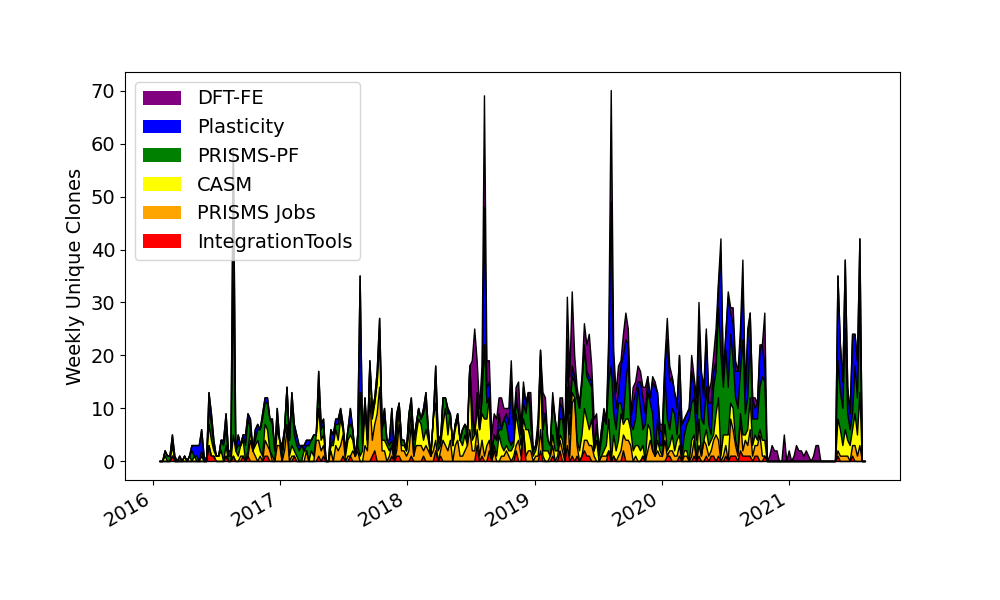 70
60
50
40
30
20
10
0
Weekly Unique Clones
DFT-FE
Plasticity
PRISMS-PF
CASM
PRISMS Jobs
IntegrationTools
2016
2017
2018
2019
2020
2021